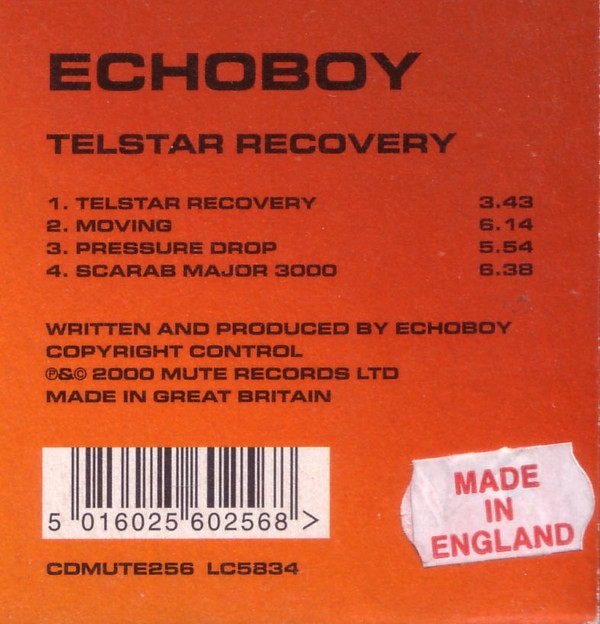 ECHOBOY
TELSTAR RECOVERY
1. TELSTAR RECOVERY 3.43
2. MOVING 6.14
3. PRESSURE DROP 5.54
4. SCARAB MAJOR 3000 6.38
WRITTEN AND PRODUCED BY ECHOBOY
COPYRIGHT CONTROL
℗&© 2000 MUTE RECORDS LTD
MADE IN GREAT BRITAIN
5 016025 602568 >
CDMUTE256 LC5834
MADE
IN
ENGLAND